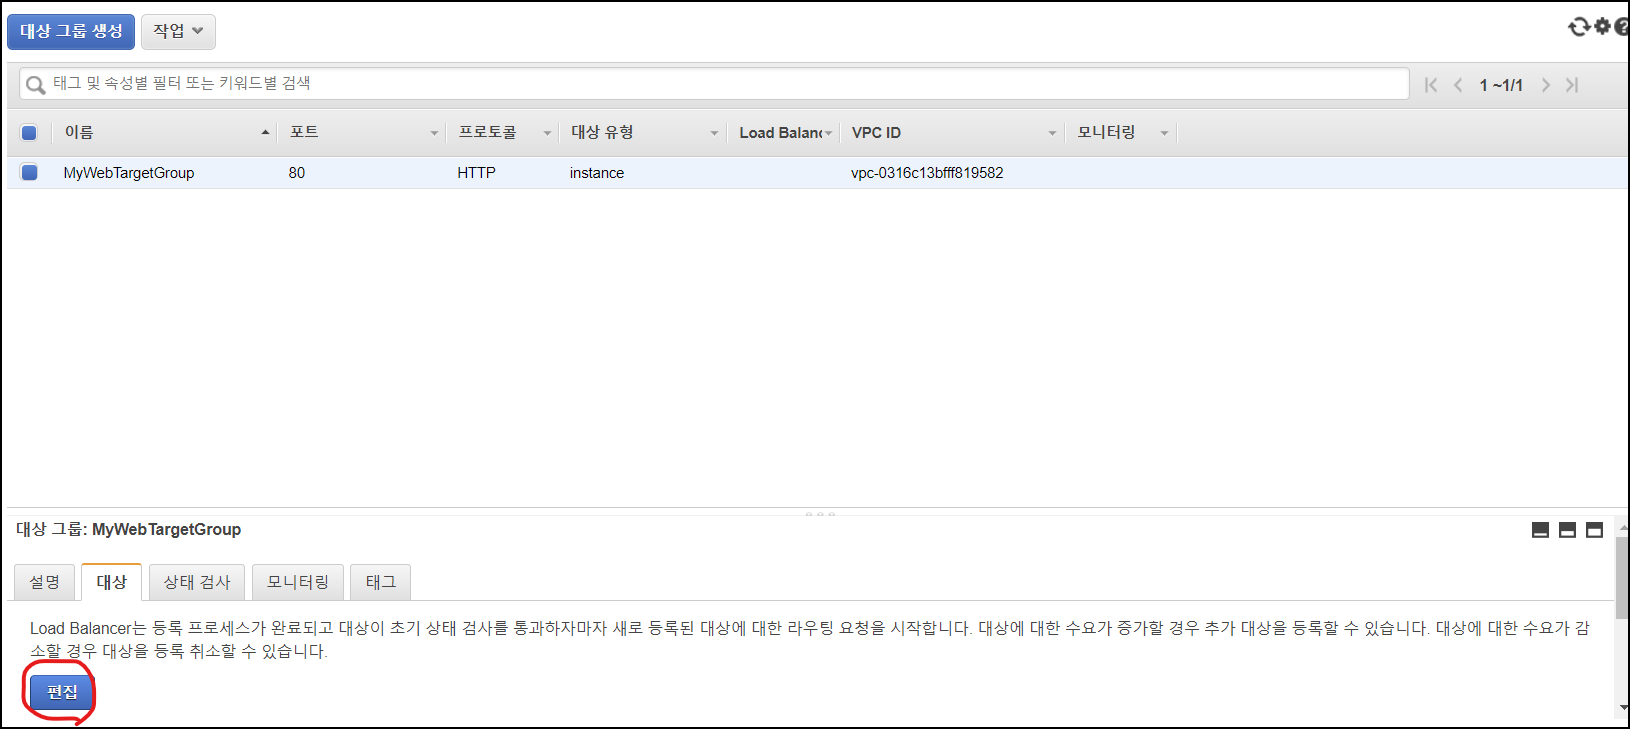 대상 그룹 생성 작업
태그 및 속성별 필터 또는 키워드별 검색 1 ~1/1
이름 포트 프로토콜 대상 유형 Load Balanc VPC ID 모니터링
MyWebTargetGroup 80 HTTP instance vpc-0316c13bfff819582
대상 그룹: MyWebTargetGroup
설명 대상 상태 검사 모니터링 태그
Load Balancer는 등록 프로세스가 완료되고 대상이 초기 상태 검사를 통과하자마자 새로 등록된 대상에 대한 라우팅 요청을 시작합니다. 대상에 대한 수요가 증가할 경우 추가 대상을 등록할 수 있습니다. 대상에 대한 수요가 감
소할 경우 대상을 등록 취소할 수 있습니다.
편집